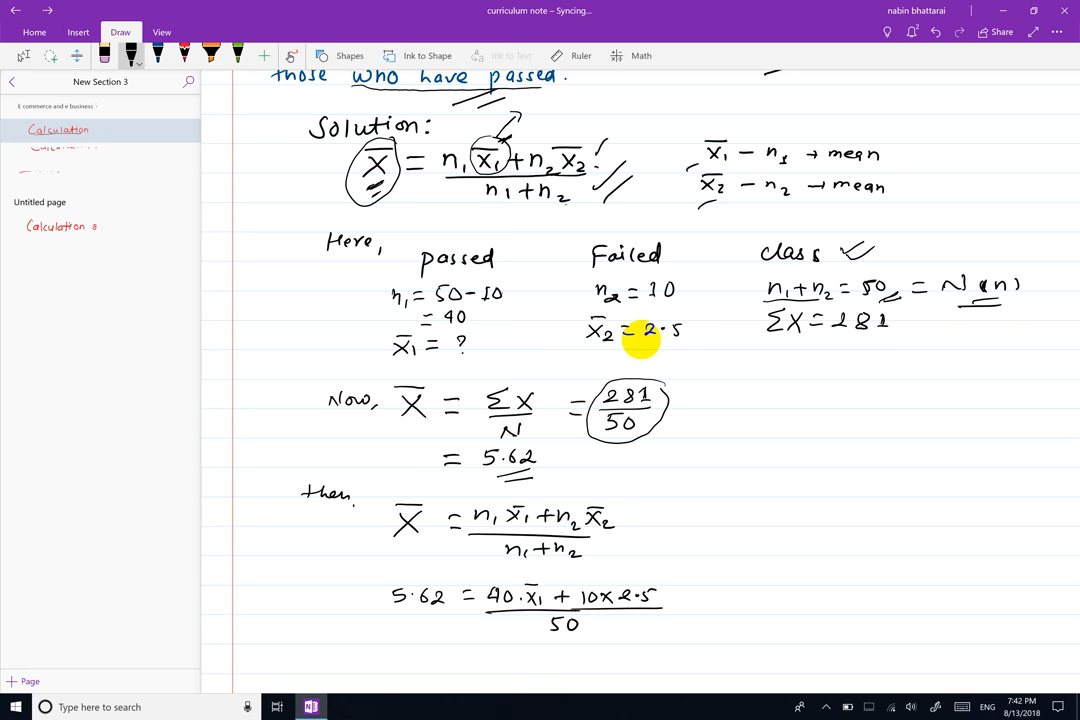 curriculum note - Syncing...
nabin bhattarai
Home Insert Draw View
Share
Shapes Ink to Shape Ink to Text Ruler Math
New Section 3
E commerce and e business
Calculation
Untitled page
Calculation
those who have passed.
Solution:
X̄ = (n₁x̄₁ + n₂x̄₂) / (n₁ + n₂)
x̄₁ – n₁ → mean
x̄₂ – n₂ → mean
Here,
passed Failed class
n₁ = 50-10 n₂ = 10 n₁ + n₂ = 50 = N (n)
= 40
x̄₁ = ? x̄₂ = 2.5 ΣX = 281
Now, X̄ = ΣX / N = 281 / 50
= 5.62
then,
X̄ = (n₁ x̄₁ + n₂ x̄₂) / (n₁ + n₂)
5.62 = (40.x̄₁ + 10×2.5) / 50
Page
Type here to search
ENG
7:42 PM
8/13/2018